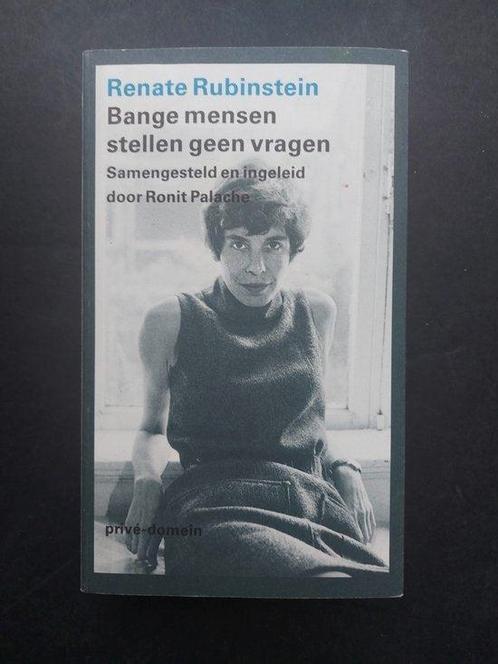 Renate Rubinstein
Bange mensen
stellen geen vragen
Samengesteld en ingeleid
door Ronit Palache
privé-domein